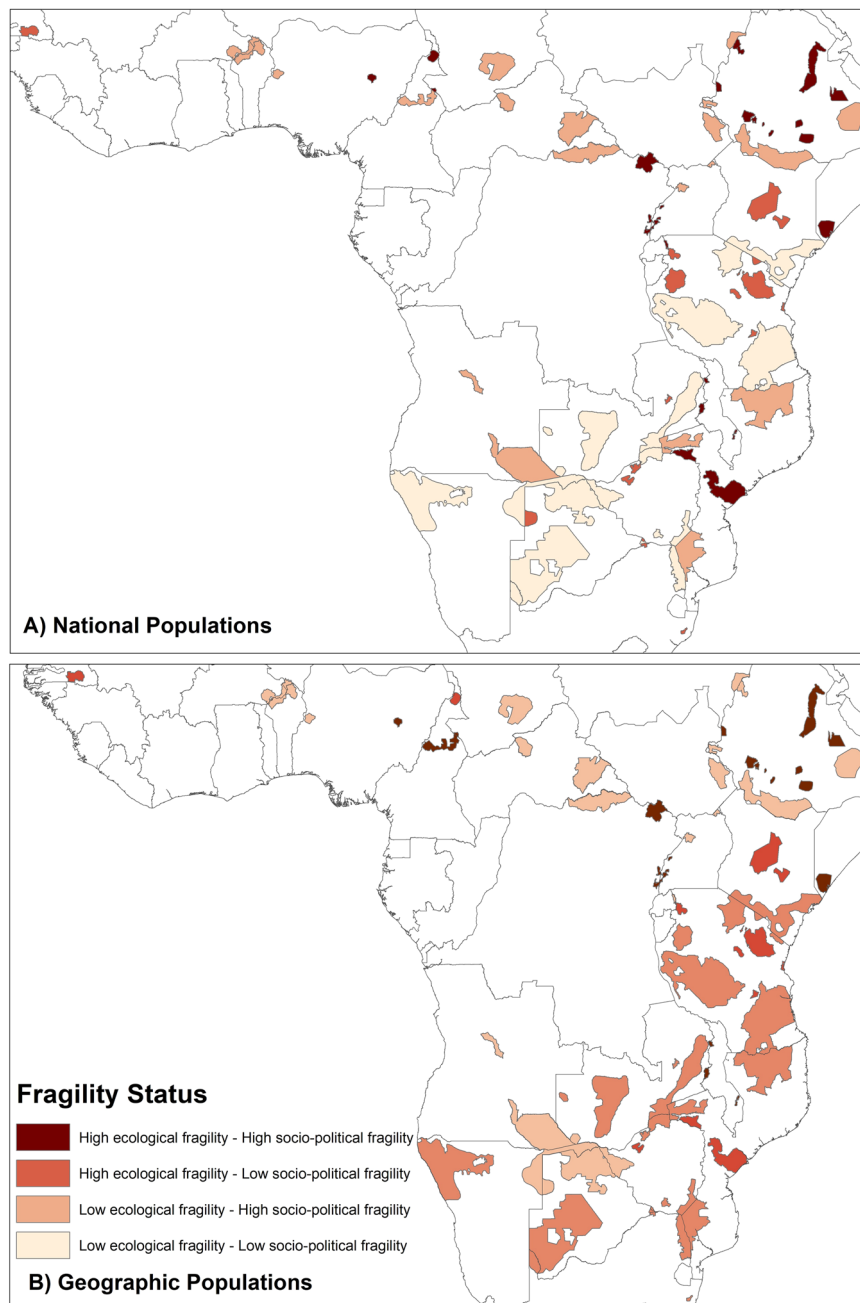 A) National Populations
Fragility Status
High ecological fragility - High socio-political fragility
High ecological fragility - Low socio-political fragility
Low ecological fragility - High socio-political fragility
Low ecological fragility - Low socio-political fragility
B) Geographic Populations